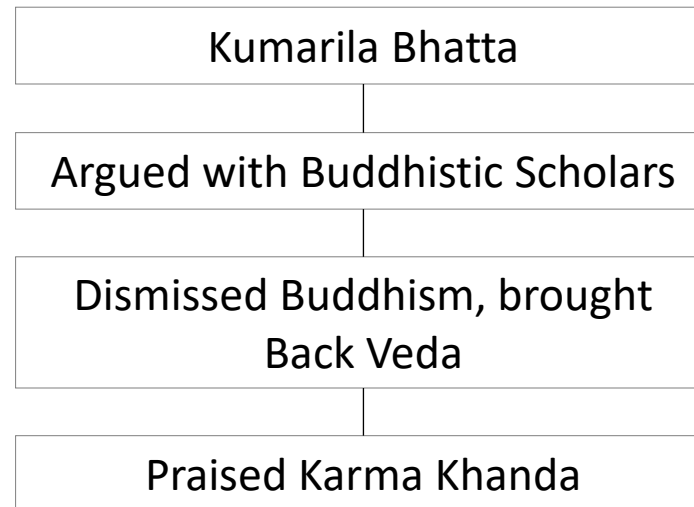 Kumarila Bhatta
Argued with Buddhistic Scholars
Dismissed Buddhism, brought
Back Veda
Praised Karma Khanda